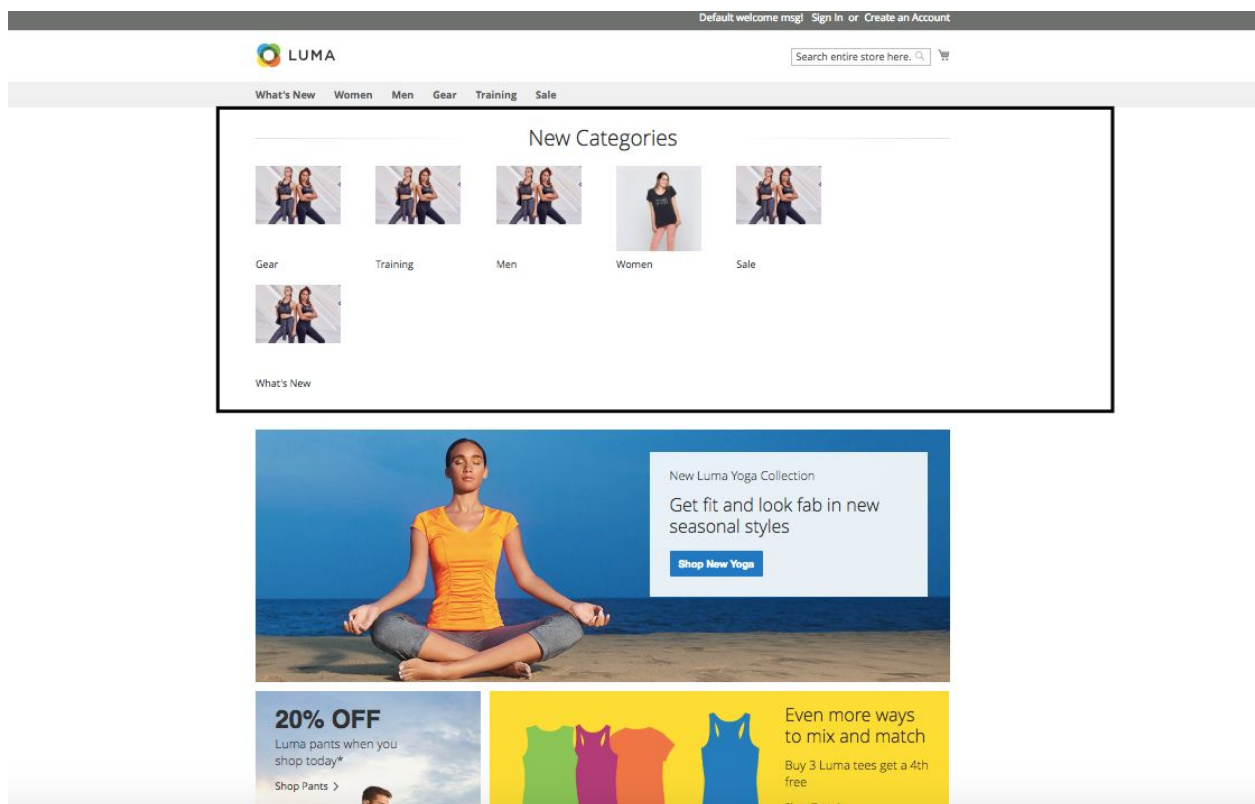 Default welcome msg! Sign In or Create an Account
LUMA
Search entire store here.
What's New Women Men Gear Training Sale
New Categories
Gear Training Men Women Sale
What's New
New Luma Yoga Collection
Get fit and look fab in new
seasonal styles
Shop New Yoga
20% OFF
Luma pants when you
shop today*
Shop Pants >
Even more ways
to mix and match
Buy 3 Luma tees get a 4th
free